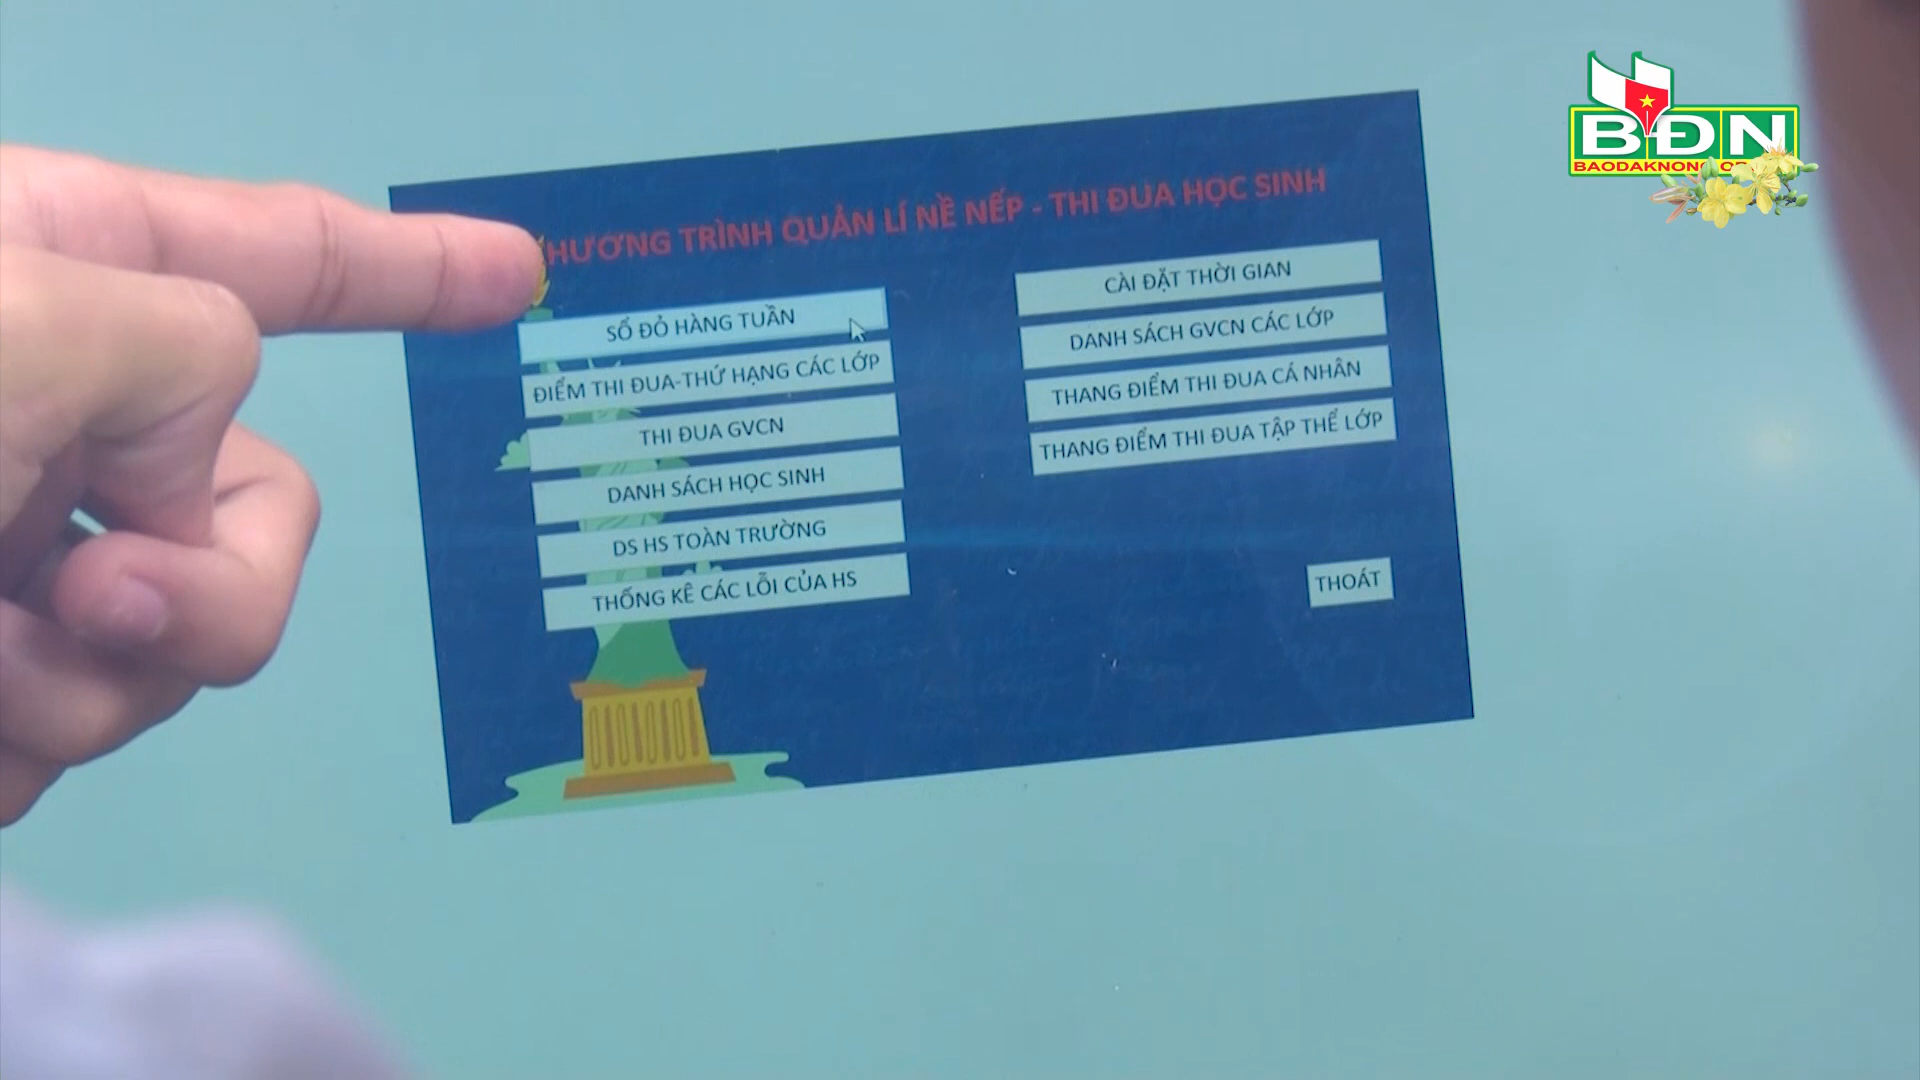 HƯƠNG TRÌNH QUẢN LÍ NỀ NẾP - THI ĐUA HỌC SINH
SỔ ĐỎ HÀNG TUẦN
ĐIỂM THI ĐUA-THỨ HẠNG CÁC LỚP
THI ĐUA GVCN
DANH SÁCH HỌC SINH
DS HS TOÀN TRƯỜNG
THỐNG KÊ CÁC LỖI CỦA HS
CÀI ĐẶT THỜI GIAN
DANH SÁCH GVCN CÁC LỚP
THANG ĐIỂM THI ĐUA CÁ NHÂN
THANG ĐIỂM THI ĐUA TẬP THỂ LỚP
THOÁT
BĐN